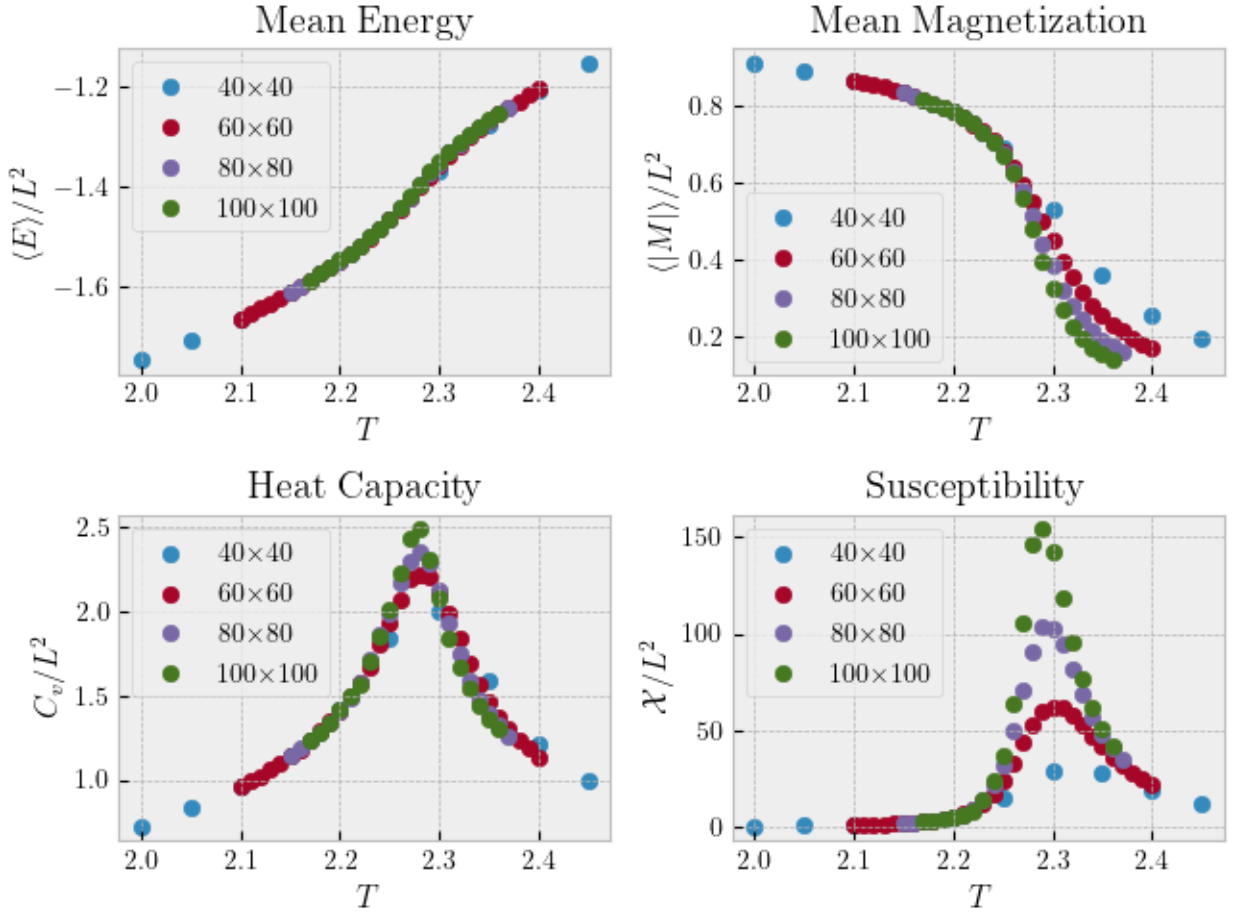 Mean Energy
⟨E⟩/L²
−1.2
−1.4
−1.6
40×40
60×60
80×80
100×100
2.0 2.1 2.2 2.3 2.4
T
Mean Magnetization
⟨|M|⟩/L²
0.8
0.6
0.4
0.2
40×40
60×60
80×80
100×100
2.0 2.1 2.2 2.3 2.4
T
Heat Capacity
C_v/L²
2.5
2.0
1.5
1.0
40×40
60×60
80×80
100×100
2.0 2.1 2.2 2.3 2.4
T
Susceptibility
𝒳/L²
150
100
50
0
40×40
60×60
80×80
100×100
2.0 2.1 2.2 2.3 2.4
T